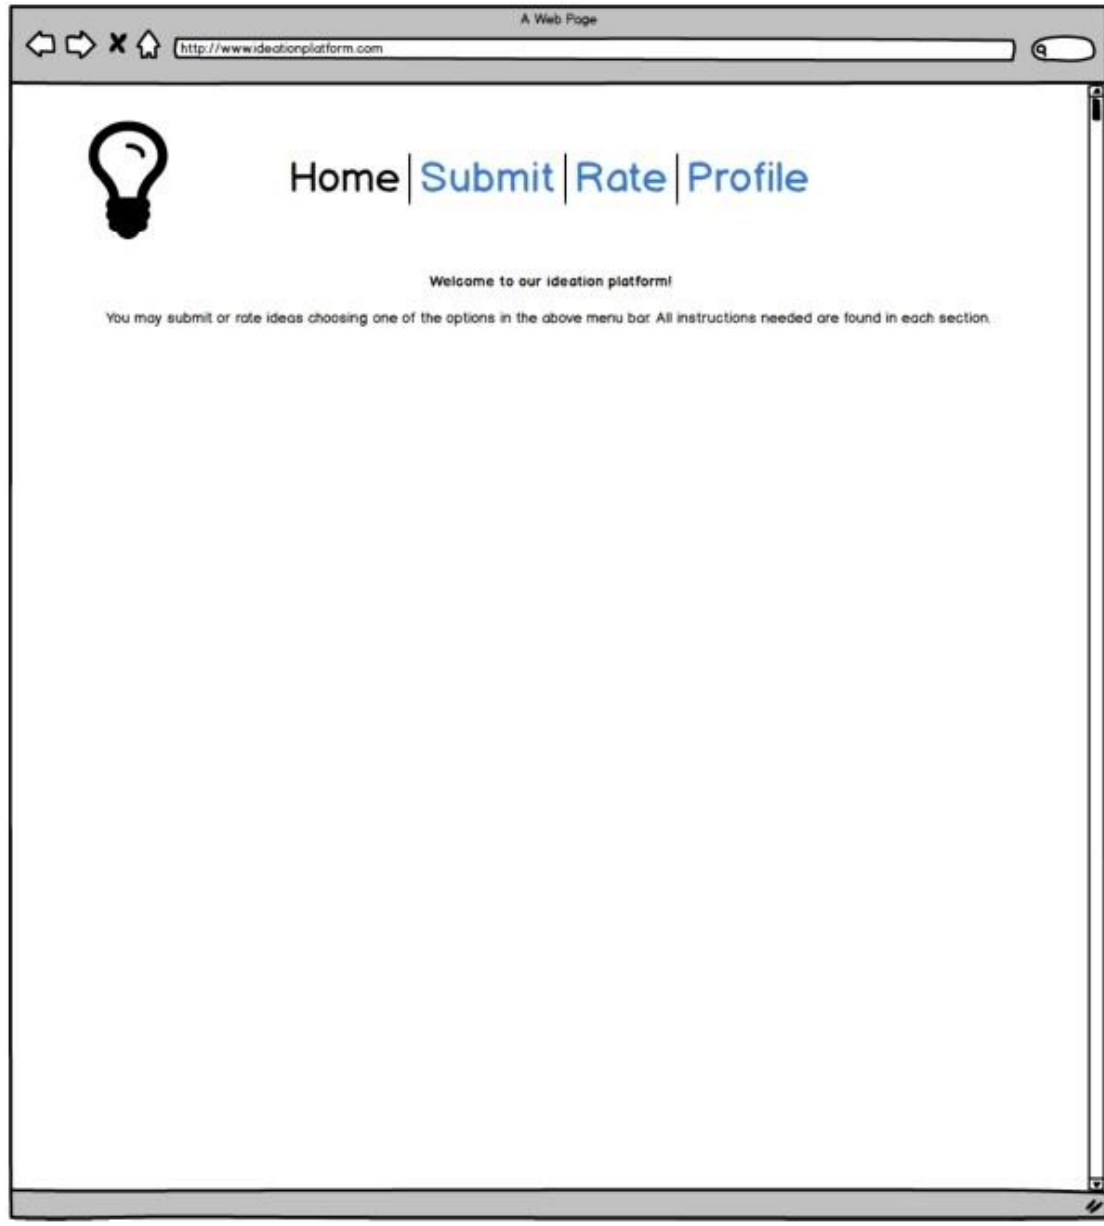 A Web Page
http://www.ideationplatform.com
Home Submit Rate Profile
Welcome to our ideation platform!
You may submit or rate ideas choosing one of the options in the above menu bar. All instructions needed are found in each section.